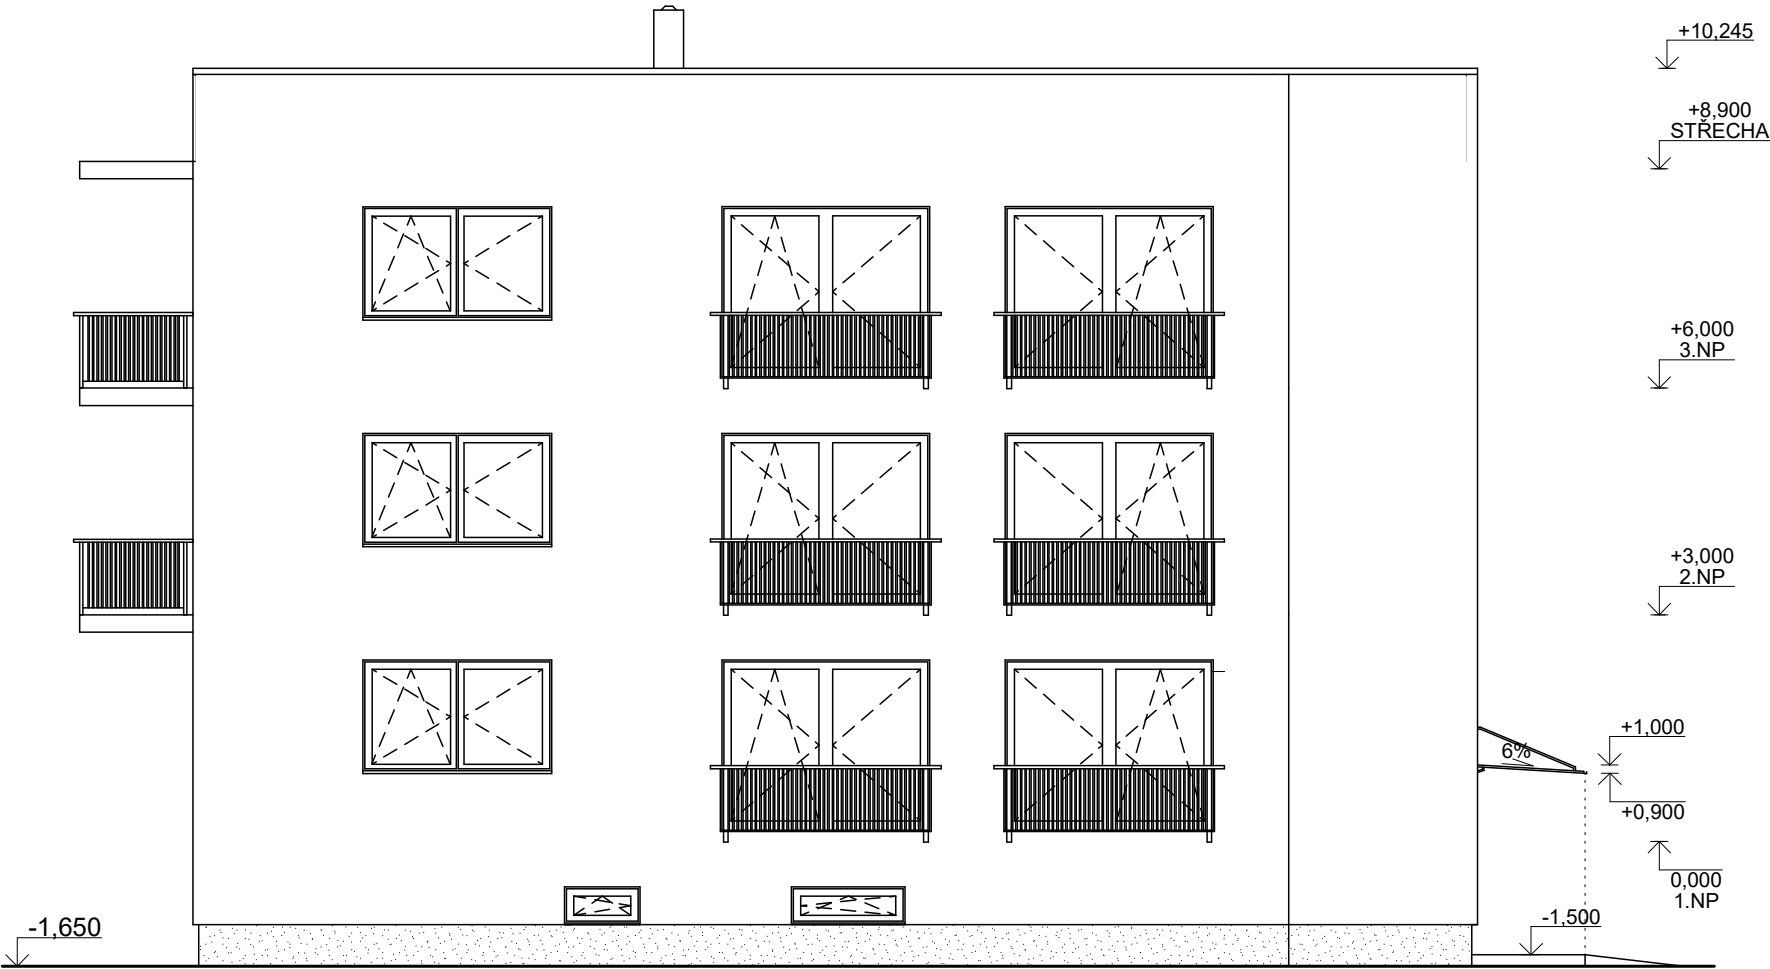 +10,245
+8,900
STŘECHA
+6,000
3.NP
+3,000
2.NP
+1,000
6%
+0,900
0,000
1.NP
-1,500
-1,650